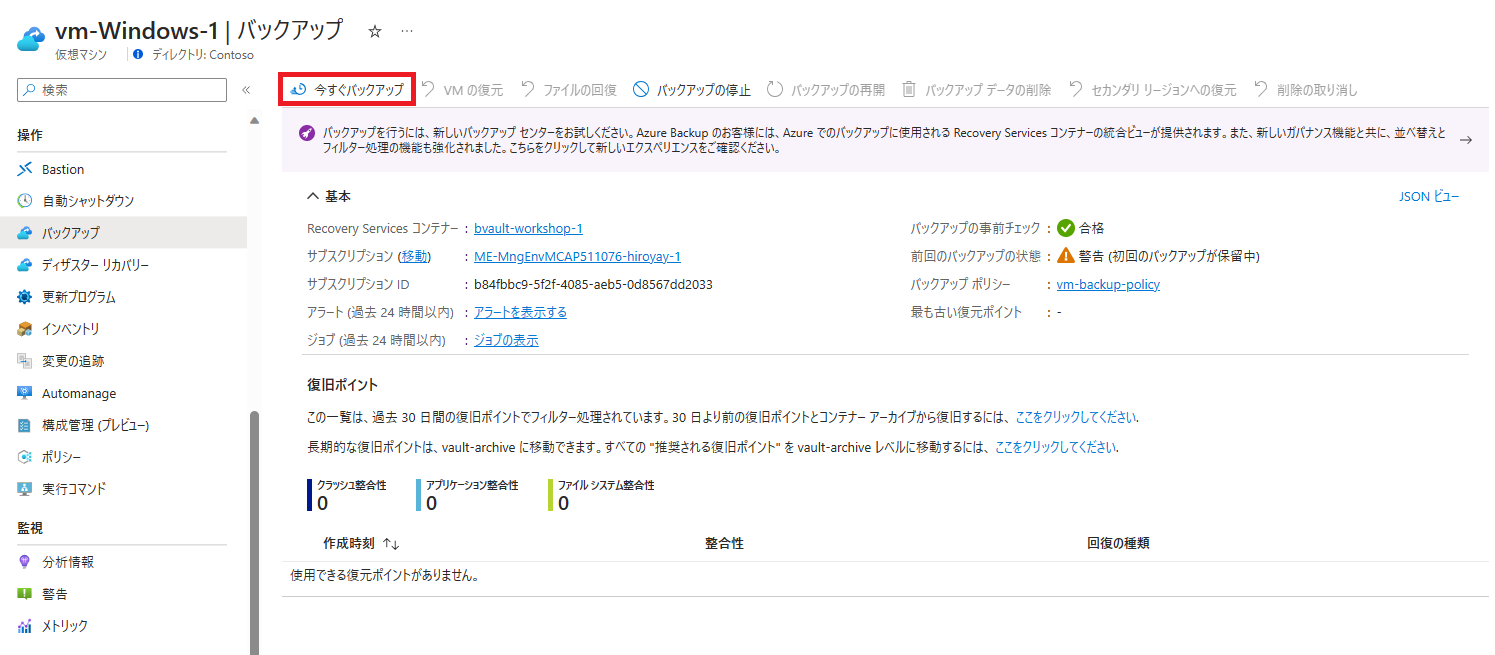 vm-Windows-1 | バックアップ
仮想マシン
ディレクトリ: Contoso
検索
操作
Bastion
自動シャットダウン
バックアップ
ディザスター リカバリー
更新プログラム
インベントリ
変更の追跡
Automanage
構成管理 (プレビュー)
ポリシー
実行コマンド
監視
分析情報
警告
メトリック
今すぐバックアップ
VM の復元
ファイルの回復
バックアップの停止
バックアップの再開
バックアップ データの削除
セカンダリ リージョンへの復元
削除の取り消し
バックアップを行うには、新しいバックアップ センターをお試しください。Azure Backup のお客様には、Azure でのバックアップに使用される Recovery Services コンテナーの統合ビューが提供されます。また、新しいガバナンス機能と共に、並べ替えと
フィルター処理の機能も強化されました。こちらをクリックして新しいエクスペリエンスをご確認ください。
基本
JSON ビュー
Recovery Services コンテナー : bvault-workshop-1
サブスクリプション (移動) : ME-MngEnvMCAP511076-hiroyay-1
サブスクリプション ID : b84fbbc9-5f2f-4085-aeb5-0d8567dd2033
アラート (過去 24 時間以内) : アラートを表示する
ジョブ (過去 24 時間以内) : ジョブの表示
バックアップの事前チェック : 合格
前回のバックアップの状態 : 警告 (初回のバックアップが保留中)
バックアップ ポリシー : vm-backup-policy
最も古い復元ポイント : -
復旧ポイント
この一覧は、過去 30 日間の復旧ポイントでフィルター処理されています。30 日より前の復旧ポイントとコンテナー アーカイブから復旧するには、ここをクリックしてください.
長期的な復旧ポイントは、vault-archive に移動できます。すべての "推奨される復旧ポイント" を vault-archive レベルに移動するには、ここをクリックしてください.
クラッシュ整合性
0
アプリケーション整合性
0
ファイル システム整合性
0
作成時刻 ↑↓
整合性
回復の種類
使用できる復元ポイントがありません。